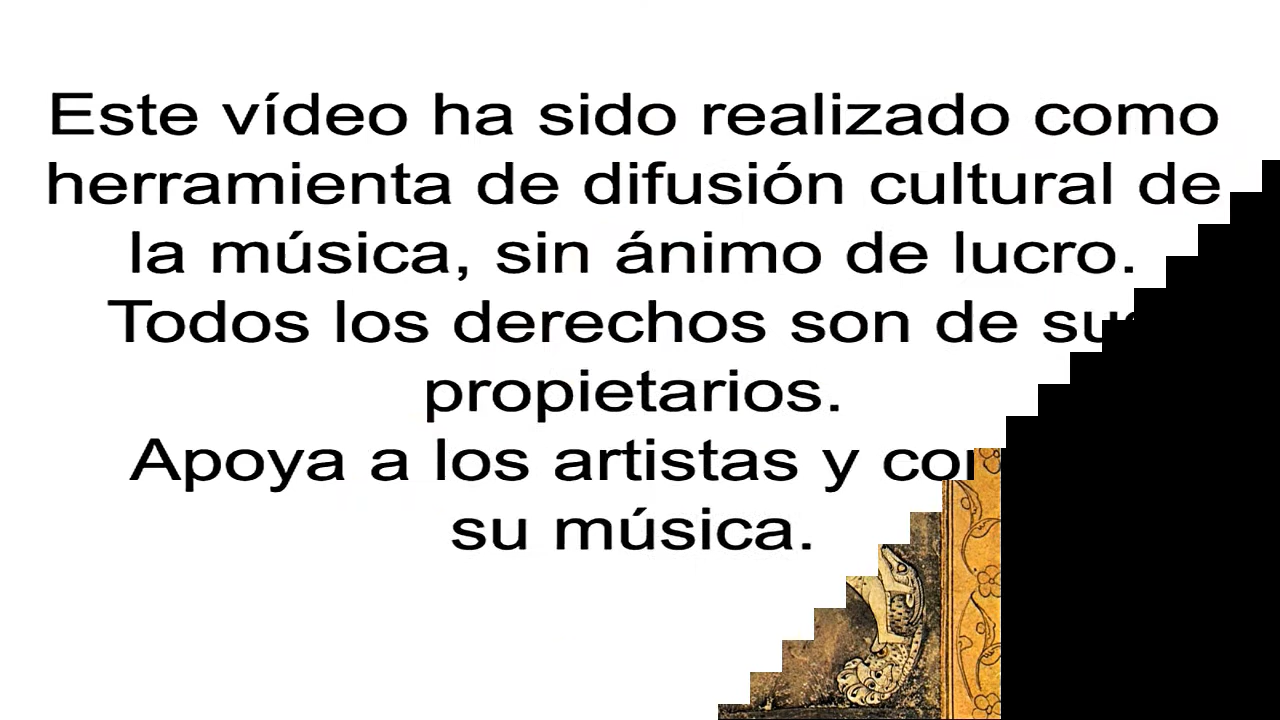 Este vídeo ha sido realizado como
herramienta de difusión cultural de
la música, sin ánimo de lucro.
Todos los derechos son de
propietarios.
Apoya a los artistas y
su música.